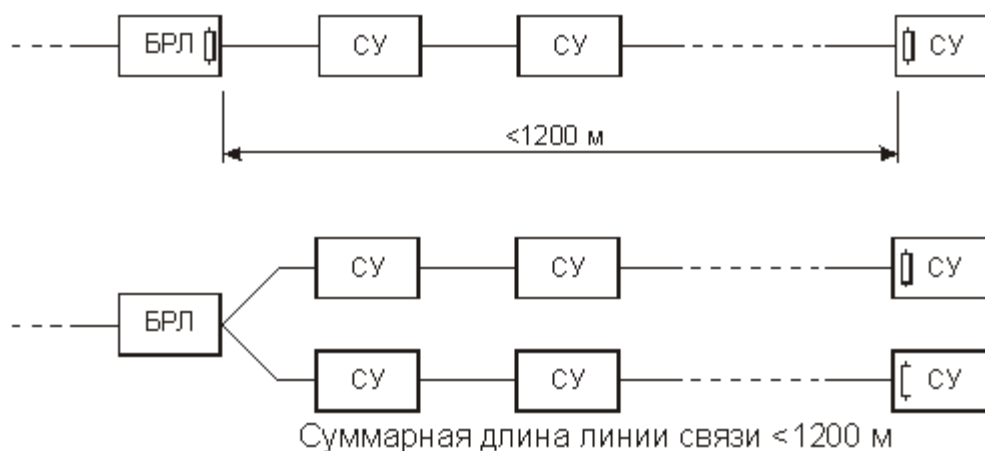 БРЛ СУ СУ СУ
<1200 м
СУ СУ СУ
БРЛ
СУ СУ СУ
Суммарная длина линии связи <1200 м